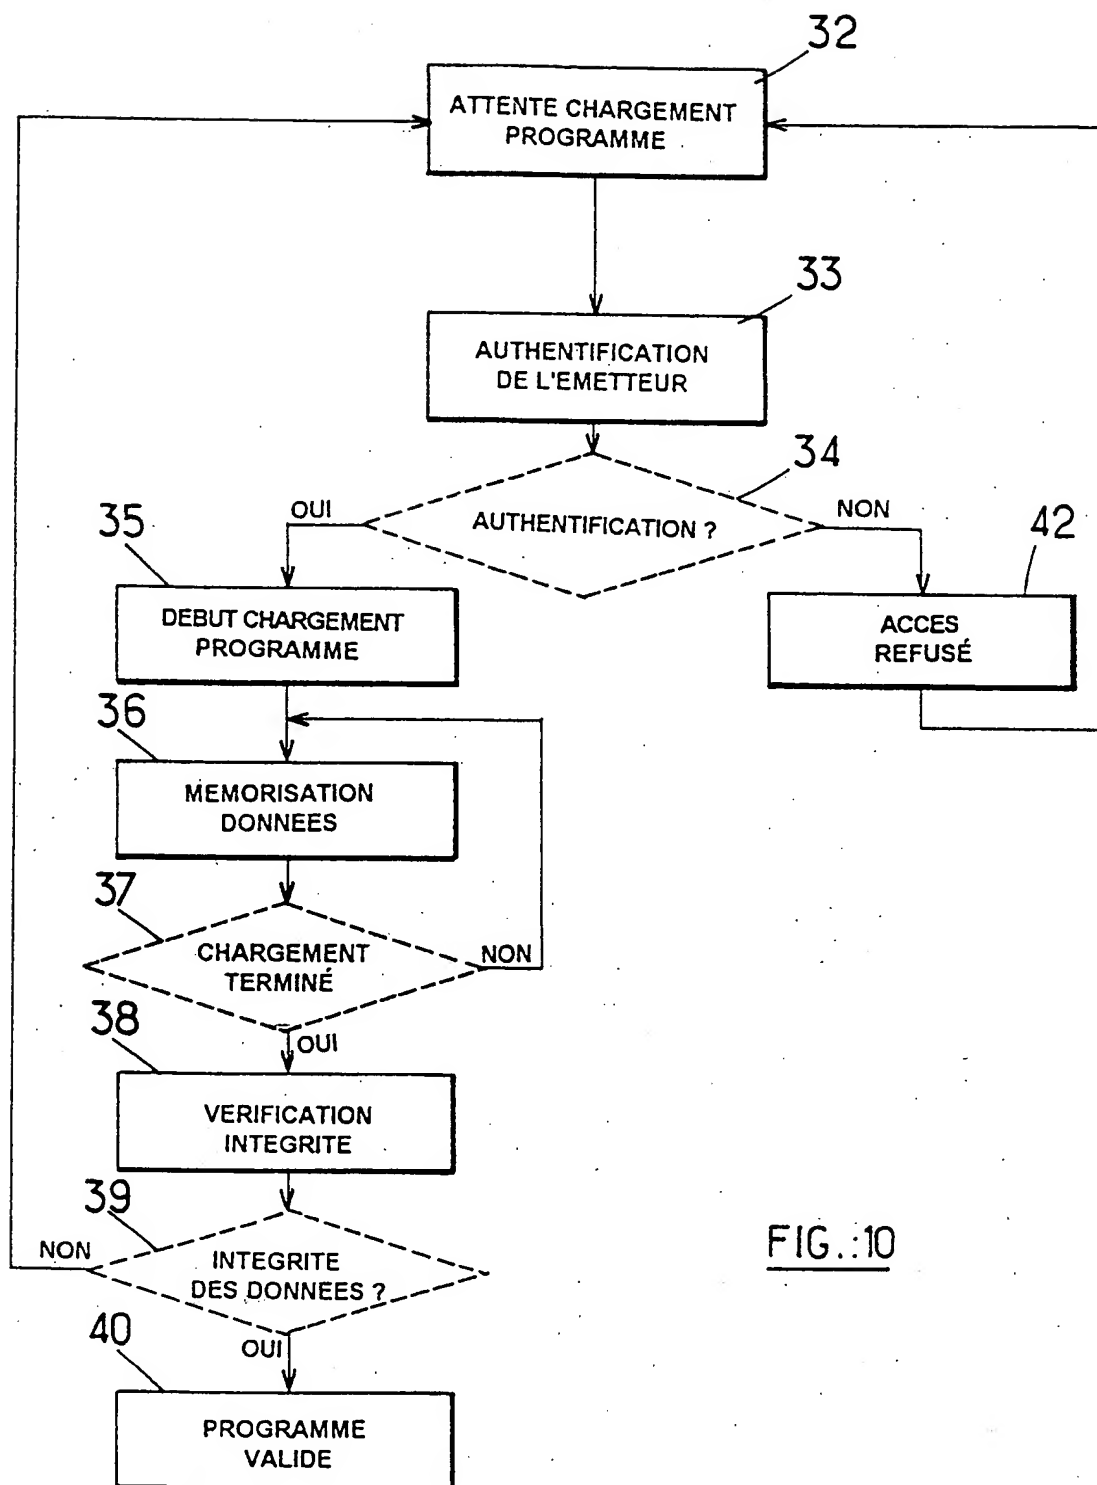 32
ATTENTE CHARGEMENT
PROGRAMME
33
AUTHENTIFICATION
DE L'EMETTEUR
34
OUI
AUTHENTIFICATION ?
NON
35
42
DEBUT CHARGEMENT
PROGRAMME
ACCES
REFUSÉ
36
MEMORISATION
DONNEES
37
CHARGEMENT
TERMINÉ
NON
38
OUI
VERIFICATION
INTEGRITE
39
NON
INTEGRITE
DES DONNEES ?
FIG.:10
40
OUI
PROGRAMME
VALIDE